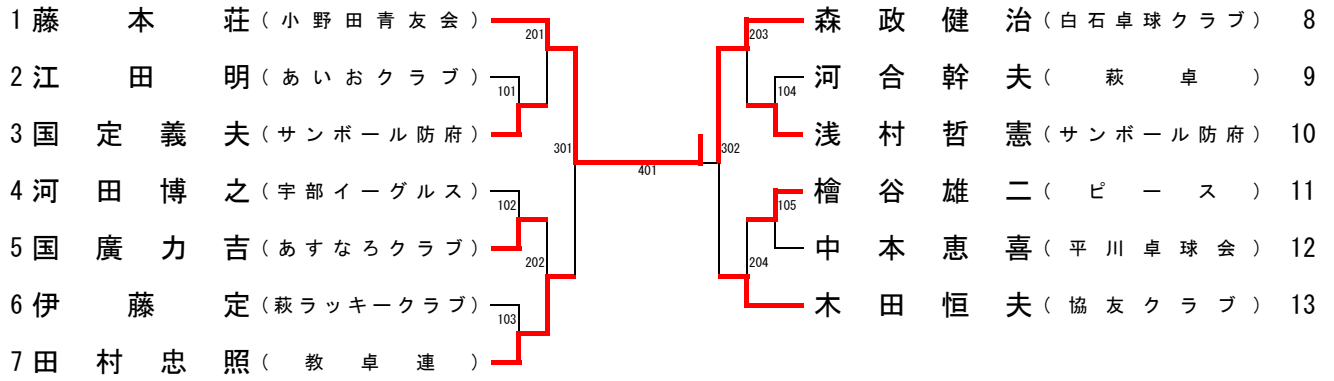 1 藤本荘 (小野田青友会)
2 江田明 (あいおクラブ)
3 国定義夫 (サンボール防府)
4 河田博之 (宇部イーグルス)
5 国廣力吉 (あすなろクラブ)
6 伊藤定 (萩ラッキークラブ)
7 田村忠照 (教卓連)
201
101
301
102
202
103
401
203
104
302
105
204
森政健治 (白石卓球クラブ) 8
河合幹夫 (萩卓) 9
浅村哲憲 (サンボール防府) 10
檜谷雄二 (ピース) 11
中本恵喜 (平川卓球会) 12
木田恒夫 (協友クラブ) 13